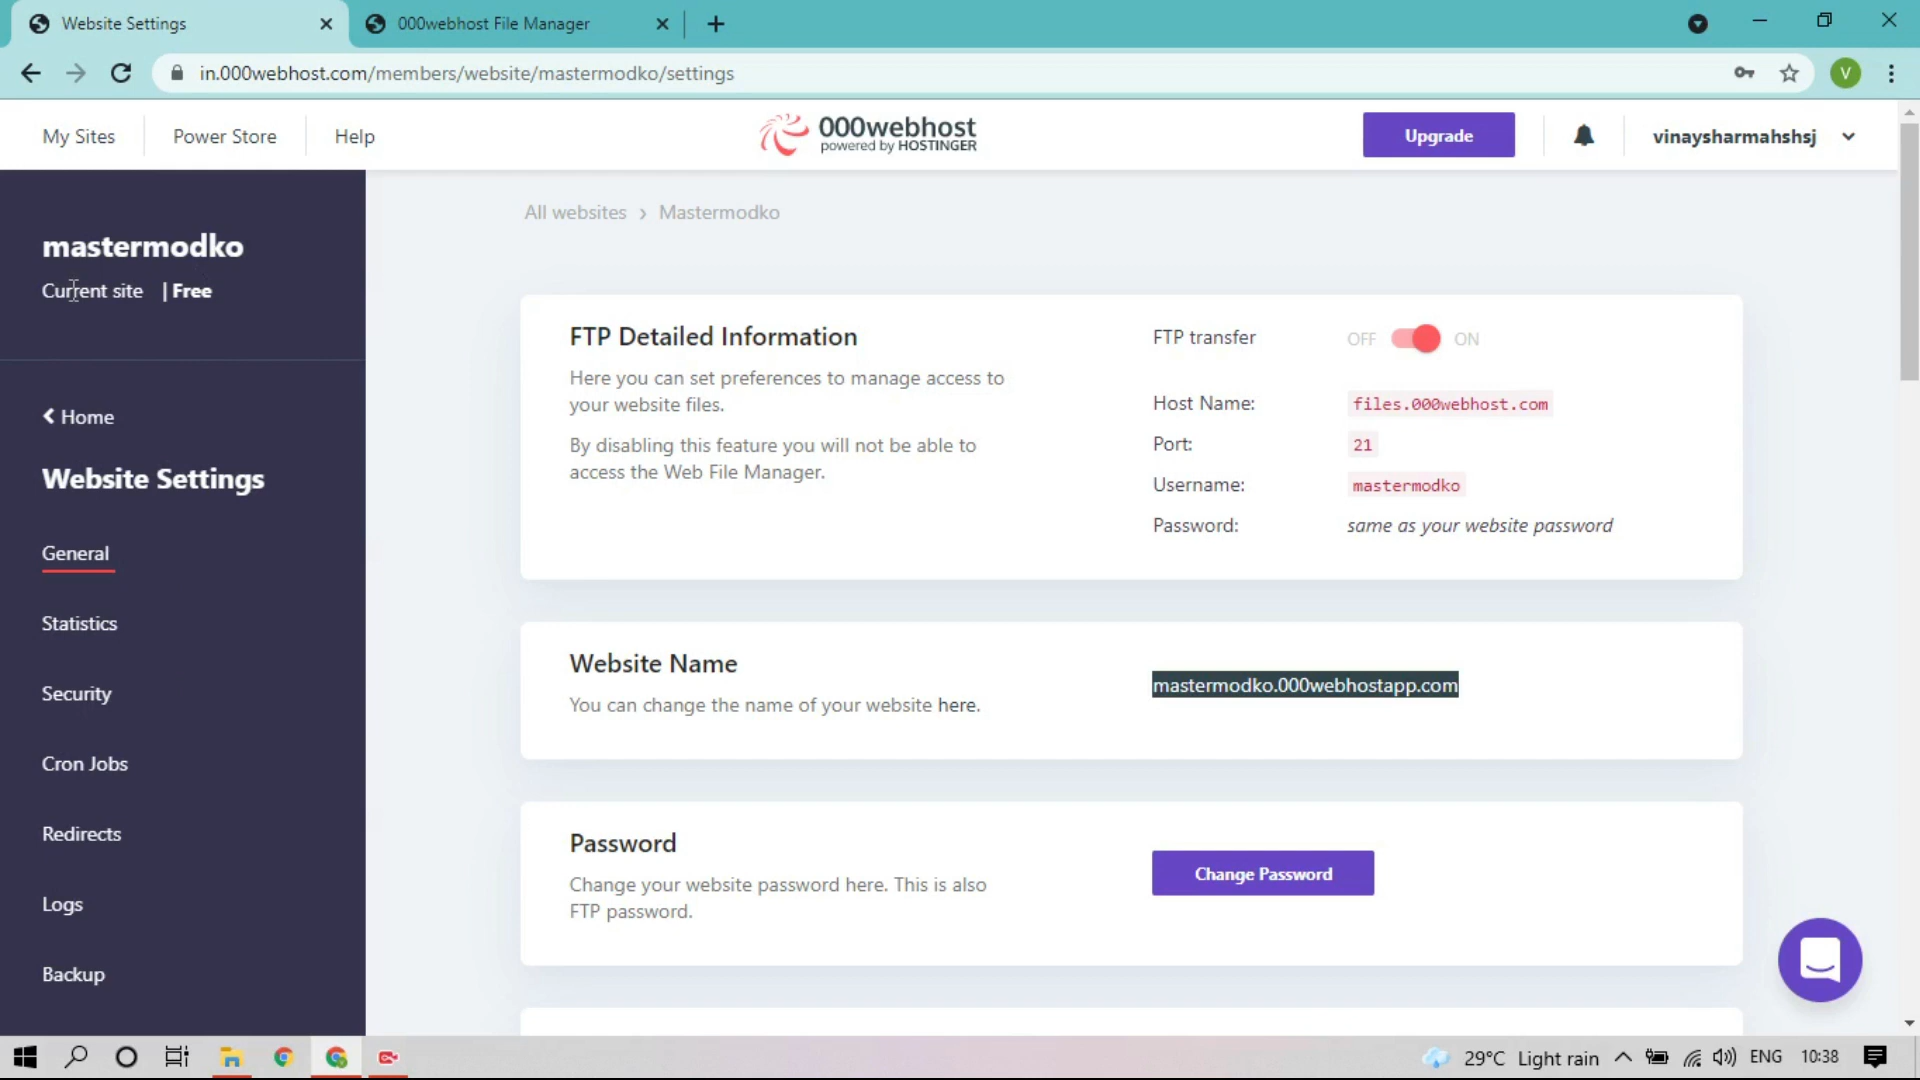 Website Settings
000webhost File Manager
in.000webhost.com/members/website/mastermodko/settings
V
My Sites
Power Store
Help
000webhost
powered by HOSTINGER
Upgrade
vinaysharmahshsj
mastermodko
Current site | Free
Home
Website Settings
General
Statistics
Security
Cron Jobs
Redirects
Logs
Backup
All websites › Mastermodko
FTP Detailed Information
Here you can set preferences to manage access to
your website files.
By disabling this feature you will not be able to
access the Web File Manager.
FTP transfer OFF ON
Host Name: files.000webhost.com
Port: 21
Username: mastermodko
Password: same as your website password
Website Name
You can change the name of your website here.
mastermodko.000webhostapp.com
Password
Change your website password here. This is also
FTP password.
Change Password
29°C Light rain
ENG
10:38